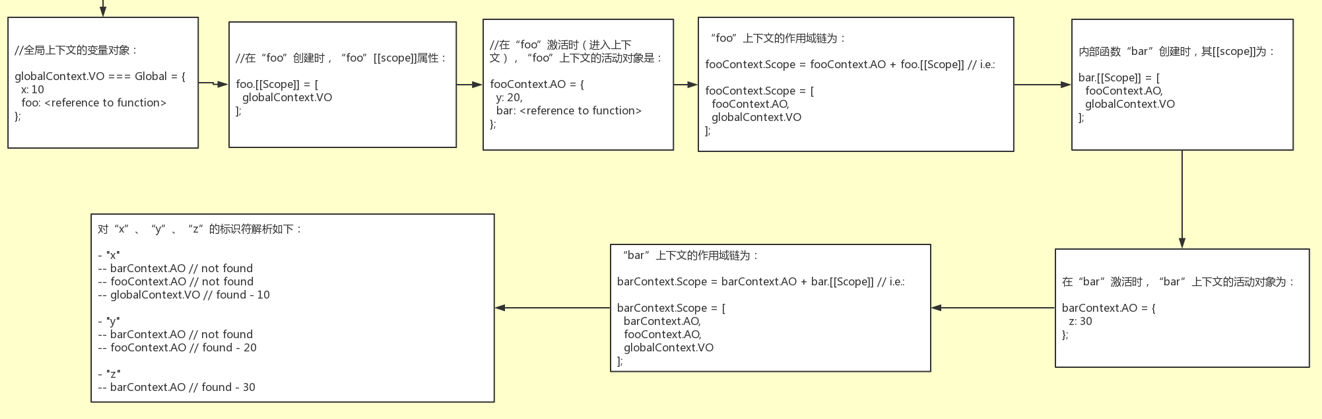 //全局上下文的变量对象：
globalContext.VO === Global = {
x: 10
foo: <reference to function>
};
//在“foo”创建时，“foo”[[scope]]属性：
foo.[[Scope]] = [
globalContext.VO
];
//在“foo”激活时（进入上下
文），“foo”上下文的活动对象是：
fooContext.AO = {
y: 20,
bar: <reference to function>
};
“foo”上下文的作用域链为：
fooContext.Scope = fooContext.AO + foo.[[Scope]] // i.e.:
fooContext.Scope = [
fooContext.AO,
globalContext.VO
];
内部函数“bar”创建时，其[[scope]]为：
bar.[[Scope]] = [
fooContext.AO,
globalContext.VO
];
在“bar”激活时，“bar”上下文的活动对象为：
barContext.AO = {
z: 30
};
“bar”上下文的作用域链为：
barContext.Scope = barContext.AO + bar.[[Scope]] // i.e.:
barContext.Scope = [
barContext.AO,
fooContext.AO,
globalContext.VO
];
对“x”、“y”、“z”的标识符解析如下：
- "x"
-- barContext.AO // not found
-- fooContext.AO // not found
-- globalContext.VO // found - 10
- "y"
-- barContext.AO // not found
-- fooContext.AO // found - 20
- "z"
-- barContext.AO // found - 30